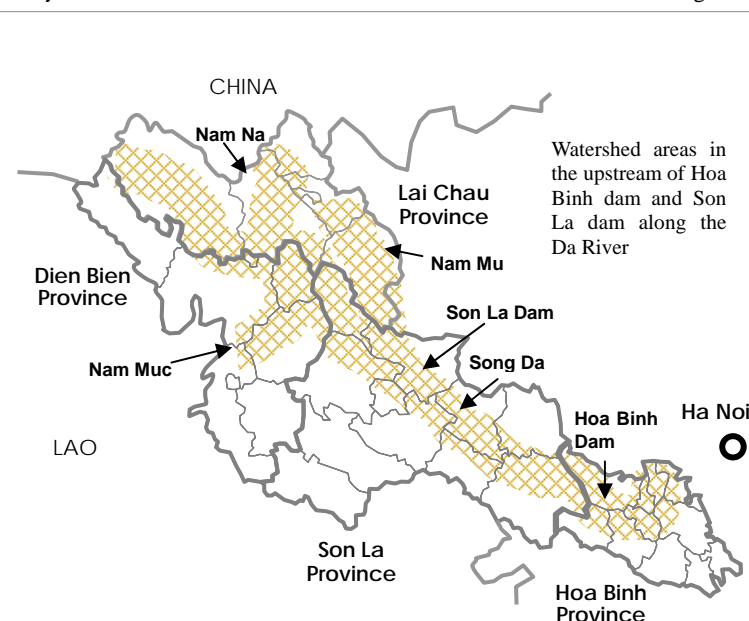 CHINA
Nam Na
Watershed areas in
the upstream of Hoa
Binh dam and Son
La dam along the
Da River
Lai Chau
Province
Nam Mu
Dien Bien
Province
Son La Dam
Nam Muc
Song Da
Hoa Binh
Dam
Ha Noi
LAO
Son La
Province
Hoa Binh
Province